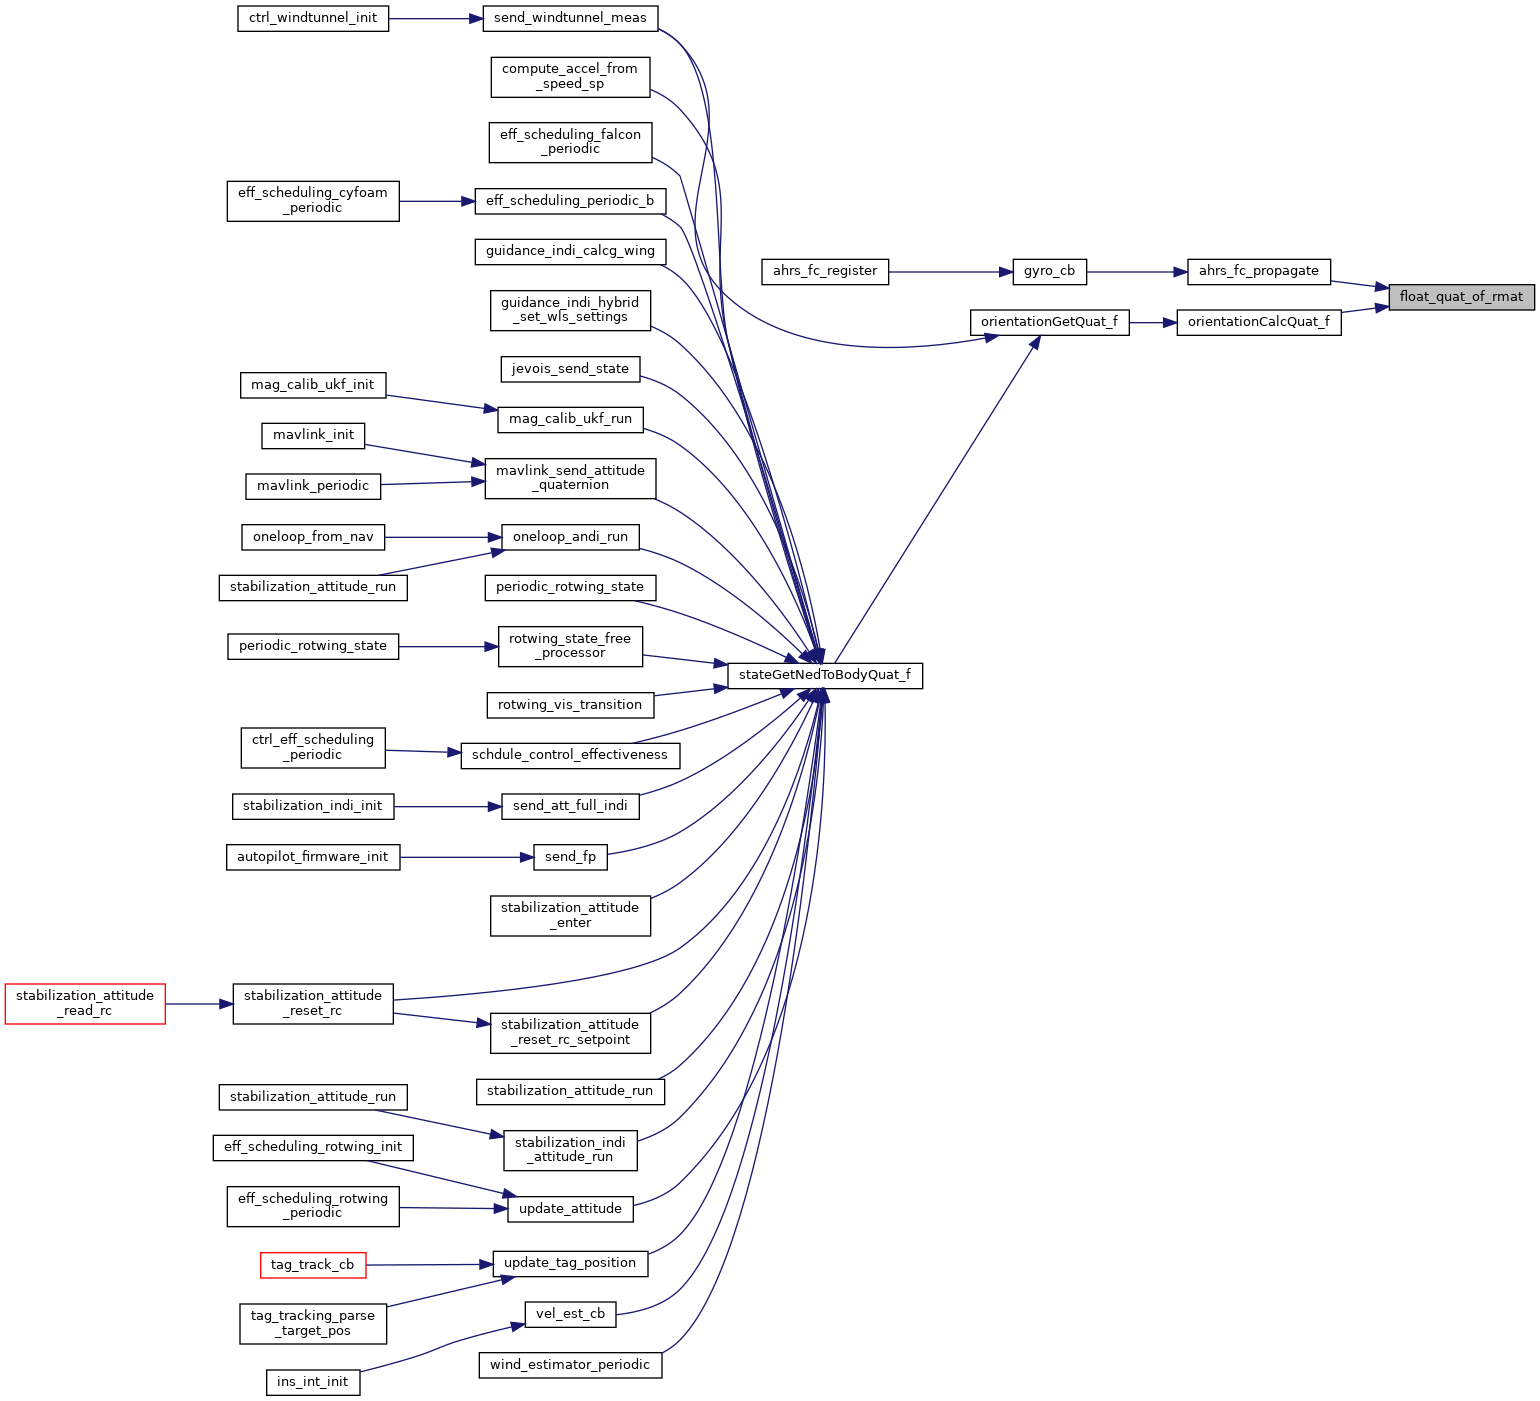 ctrl_windtunnel_init
send_windtunnel_meas
compute_accel_from
_speed_sp
eff_scheduling_falcon
_periodic
eff_scheduling_cyfoam
_periodic
eff_scheduling_periodic_b
guidance_indi_calcg_wing
ahrs_fc_register
gyro_cb
ahrs_fc_propagate
float_quat_of_rmat
guidance_indi_hybrid
_set_wls_settings
orientationGetQuat_f
orientationCalcQuat_f
jevois_send_state
mag_calib_ukf_init
mag_calib_ukf_run
mavlink_init
mavlink_send_attitude
_quaternion
mavlink_periodic
oneloop_from_nav
oneloop_andi_run
stabilization_attitude_run
periodic_rotwing_state
periodic_rotwing_state
rotwing_state_free
_processor
stateGetNedToBodyQuat_f
rotwing_vis_transition
ctrl_eff_scheduling
_periodic
schdule_control_effectiveness
stabilization_indi_init
send_att_full_indi
autopilot_firmware_init
send_fp
stabilization_attitude
_enter
stabilization_attitude
_read_rc
stabilization_attitude
_reset_rc
stabilization_attitude
_reset_rc_setpoint
stabilization_attitude_run
stabilization_attitude_run
stabilization_indi
_attitude_run
eff_scheduling_rotwing_init
eff_scheduling_rotwing
_periodic
update_attitude
tag_track_cb
update_tag_position
tag_tracking_parse
_target_pos
vel_est_cb
wind_estimator_periodic
ins_int_init